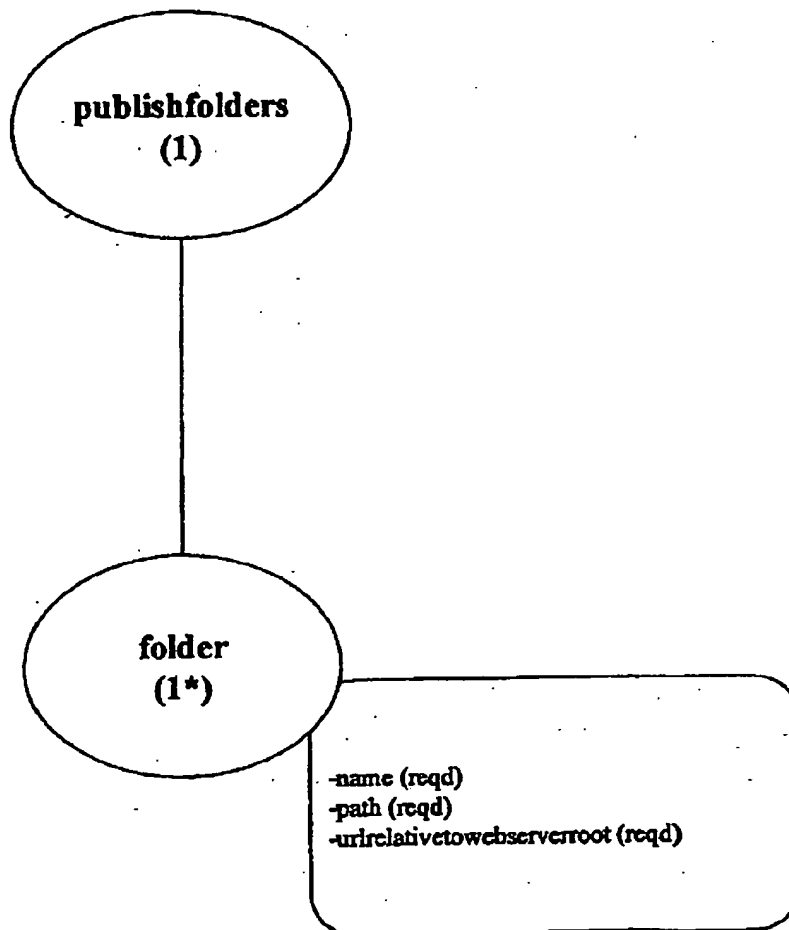 publishfolders
(1)
folder
(1*)
-name (reqd)
-path (reqd)
-urlrelativetowebserverroot (reqd)